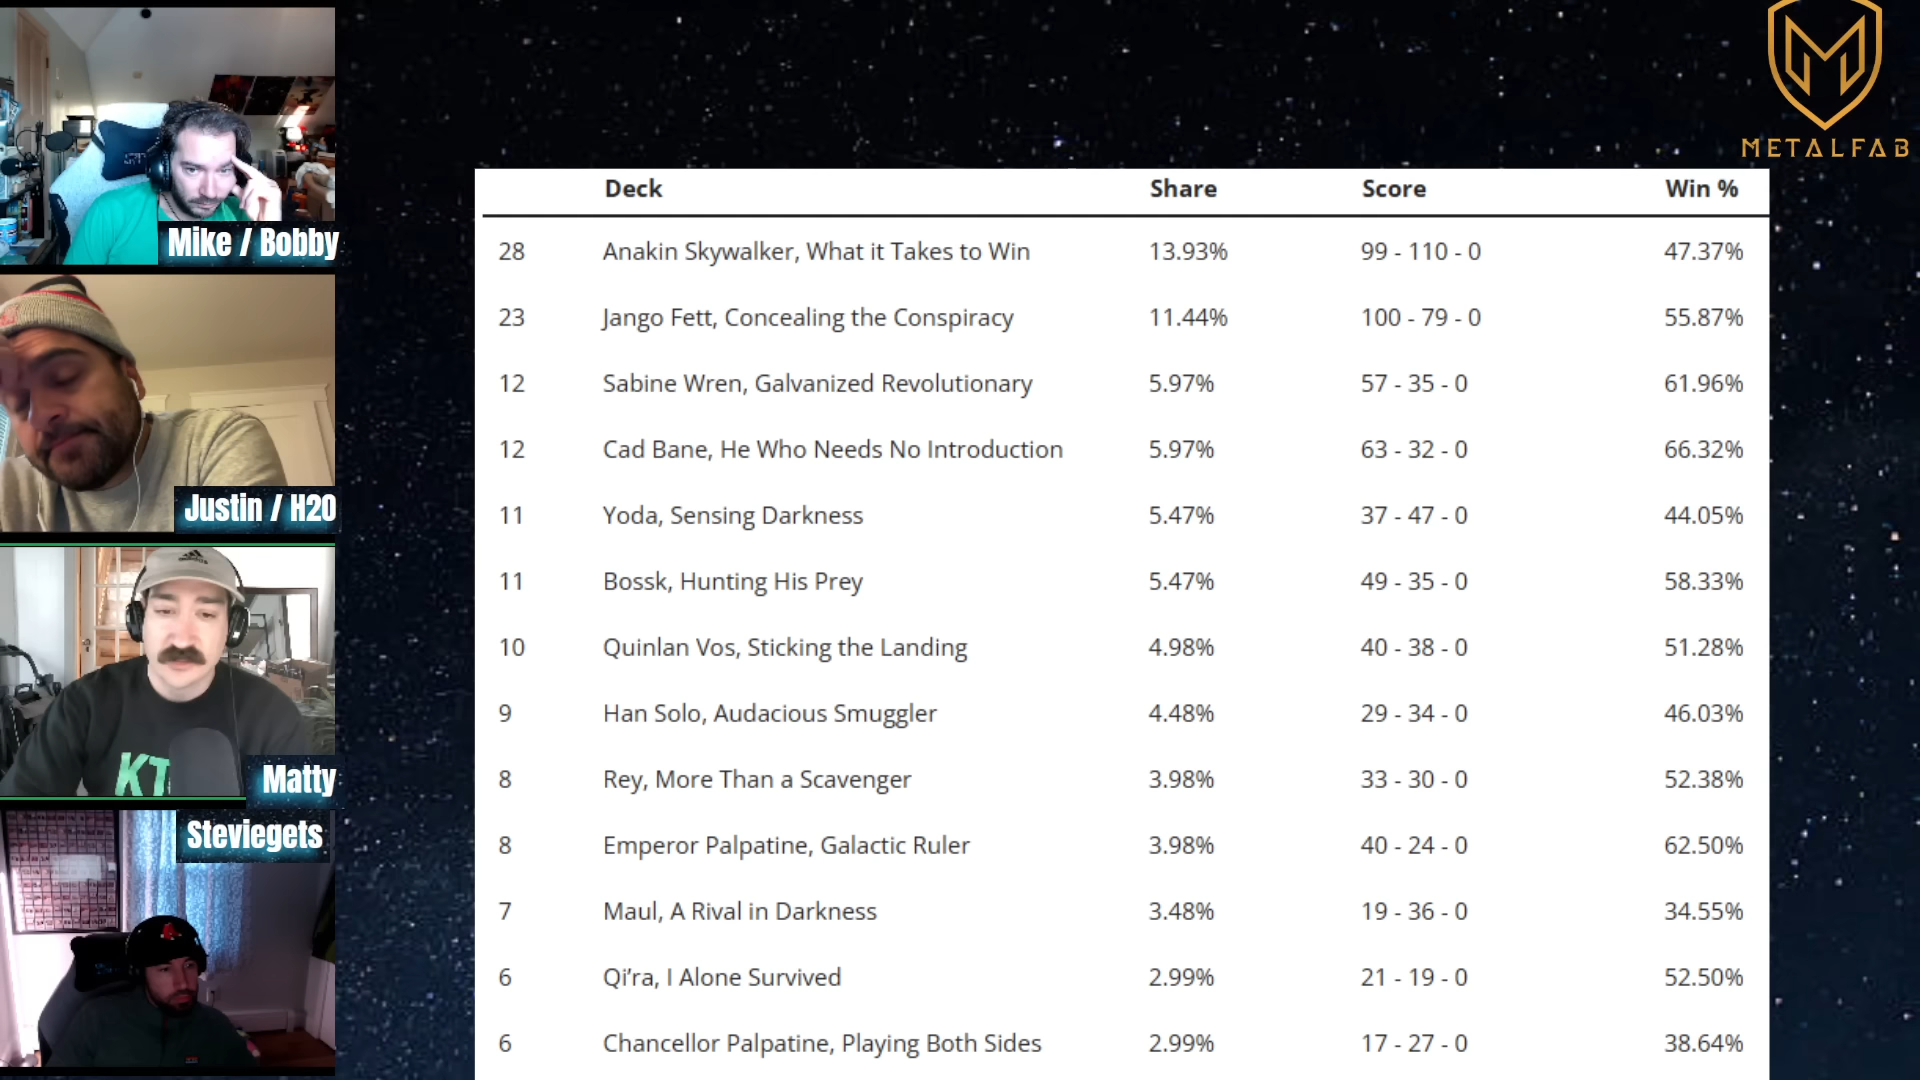 METALFAB
Mike / Bobby
Justin / H20
KT
Matty
Steviegets
Deck Share Score Win %
28 Anakin Skywalker, What it Takes to Win 13.93% 99 - 110 - 0 47.37%
23 Jango Fett, Concealing the Conspiracy 11.44% 100 - 79 - 0 55.87%
12 Sabine Wren, Galvanized Revolutionary 5.97% 57 - 35 - 0 61.96%
12 Cad Bane, He Who Needs No Introduction 5.97% 63 - 32 - 0 66.32%
11 Yoda, Sensing Darkness 5.47% 37 - 47 - 0 44.05%
11 Bossk, Hunting His Prey 5.47% 49 - 35 - 0 58.33%
10 Quinlan Vos, Sticking the Landing 4.98% 40 - 38 - 0 51.28%
9 Han Solo, Audacious Smuggler 4.48% 29 - 34 - 0 46.03%
8 Rey, More Than a Scavenger 3.98% 33 - 30 - 0 52.38%
8 Emperor Palpatine, Galactic Ruler 3.98% 40 - 24 - 0 62.50%
7 Maul, A Rival in Darkness 3.48% 19 - 36 - 0 34.55%
6 Qi’ra, I Alone Survived 2.99% 21 - 19 - 0 52.50%
6 Chancellor Palpatine, Playing Both Sides 2.99% 17 - 27 - 0 38.64%